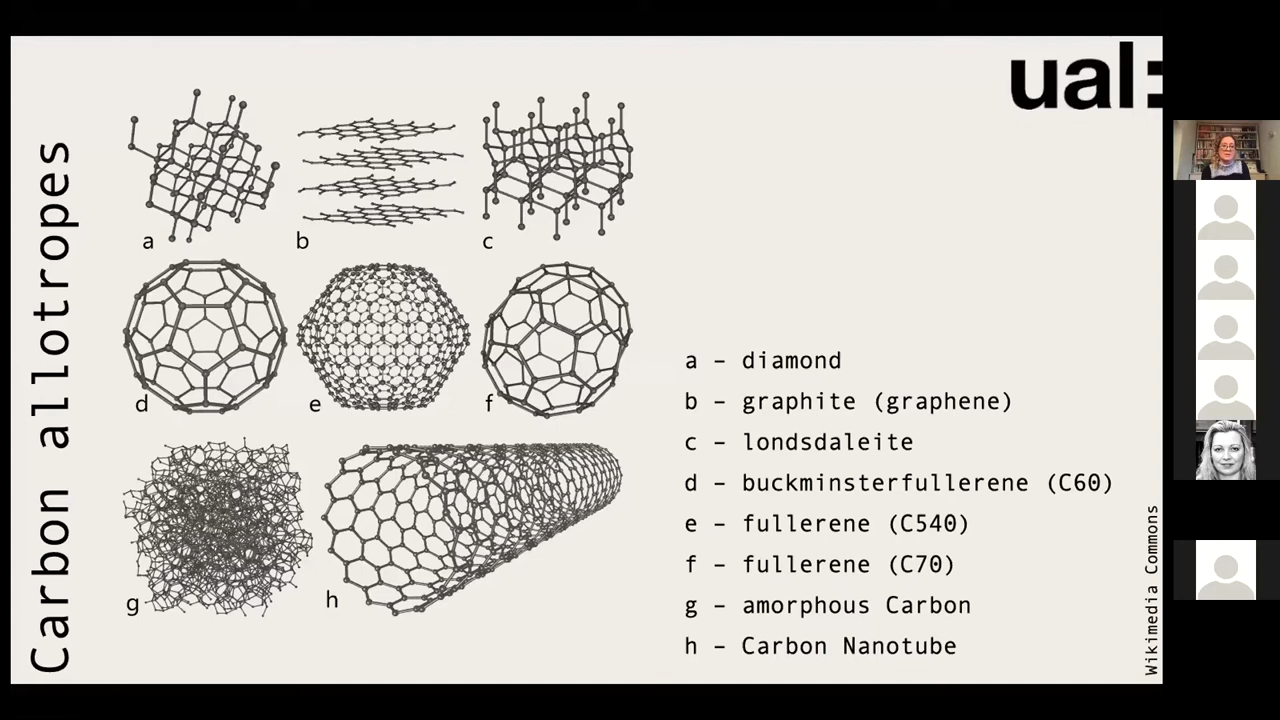 ual:
Carbon allotropes
a
b
c
d
e
f
g
h
a – diamond
b – graphite (graphene)
c – londsdaleite
d – buckminsterfullerene (C60)
e – fullerene (C540)
f – fullerene (C70)
g – amorphous Carbon
h – Carbon Nanotube
Wikimedia Commons